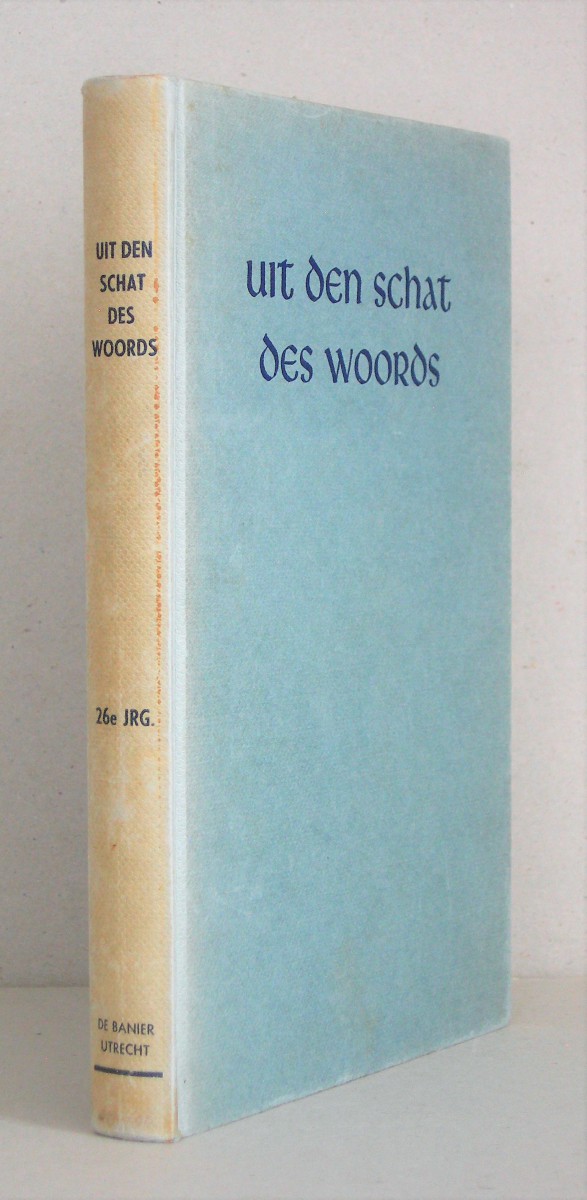 UIT DEN
SCHAT
DES
WOORDS
26e JRG.
DE BANIER
UTRECHT
uit den schat
des woords